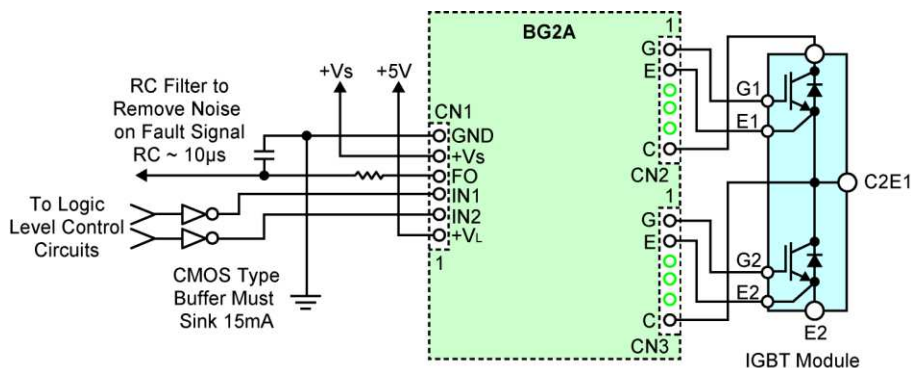 BG2A
+Vs
+5V
RC Filter to
Remove Noise
on Fault Signal
RC ~ 10µs
CN1
GND
+Vs
FO
IN1
IN2
+VL
1
To Logic
Level Control
Circuits
CMOS Type
Buffer Must
Sink 15mA
1
G
E
C
CN2
1
G
E
C
CN3
G1
E1
C2E1
G2
E2
E2
IGBT Module